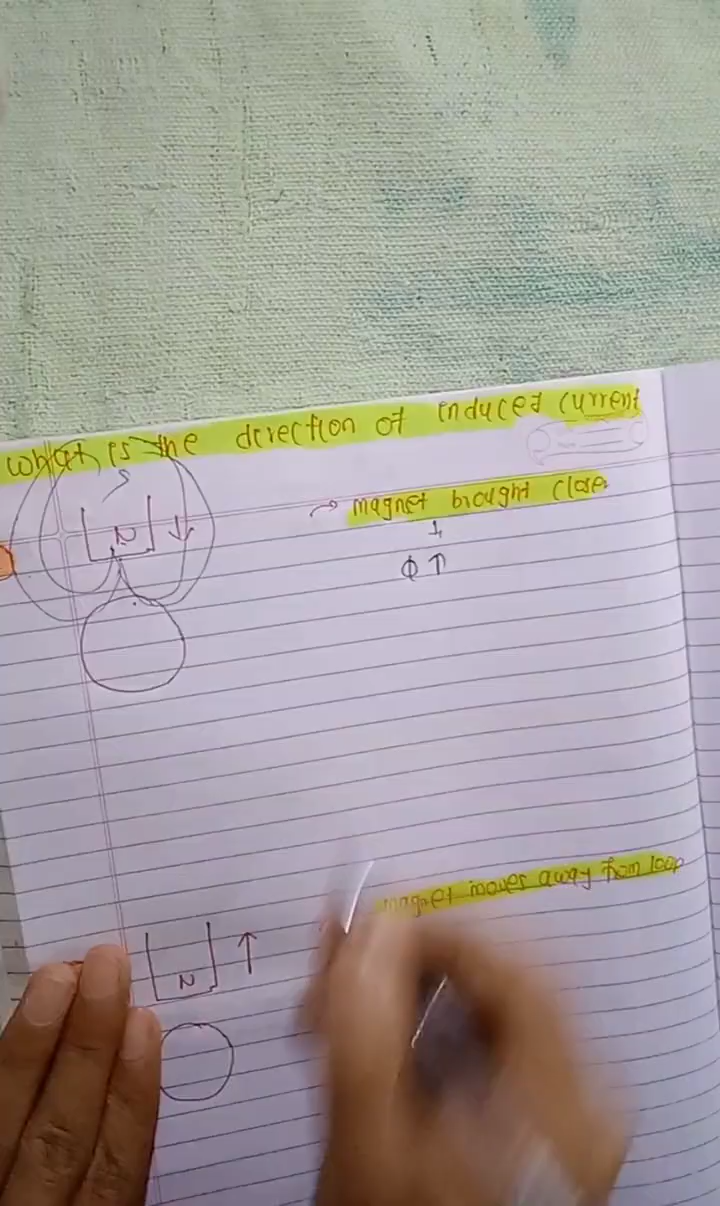 What is the direction of induced current
N ↓
→ magnet brought close
↓
ϕ ↑
magnet moves away from loop
N ↑